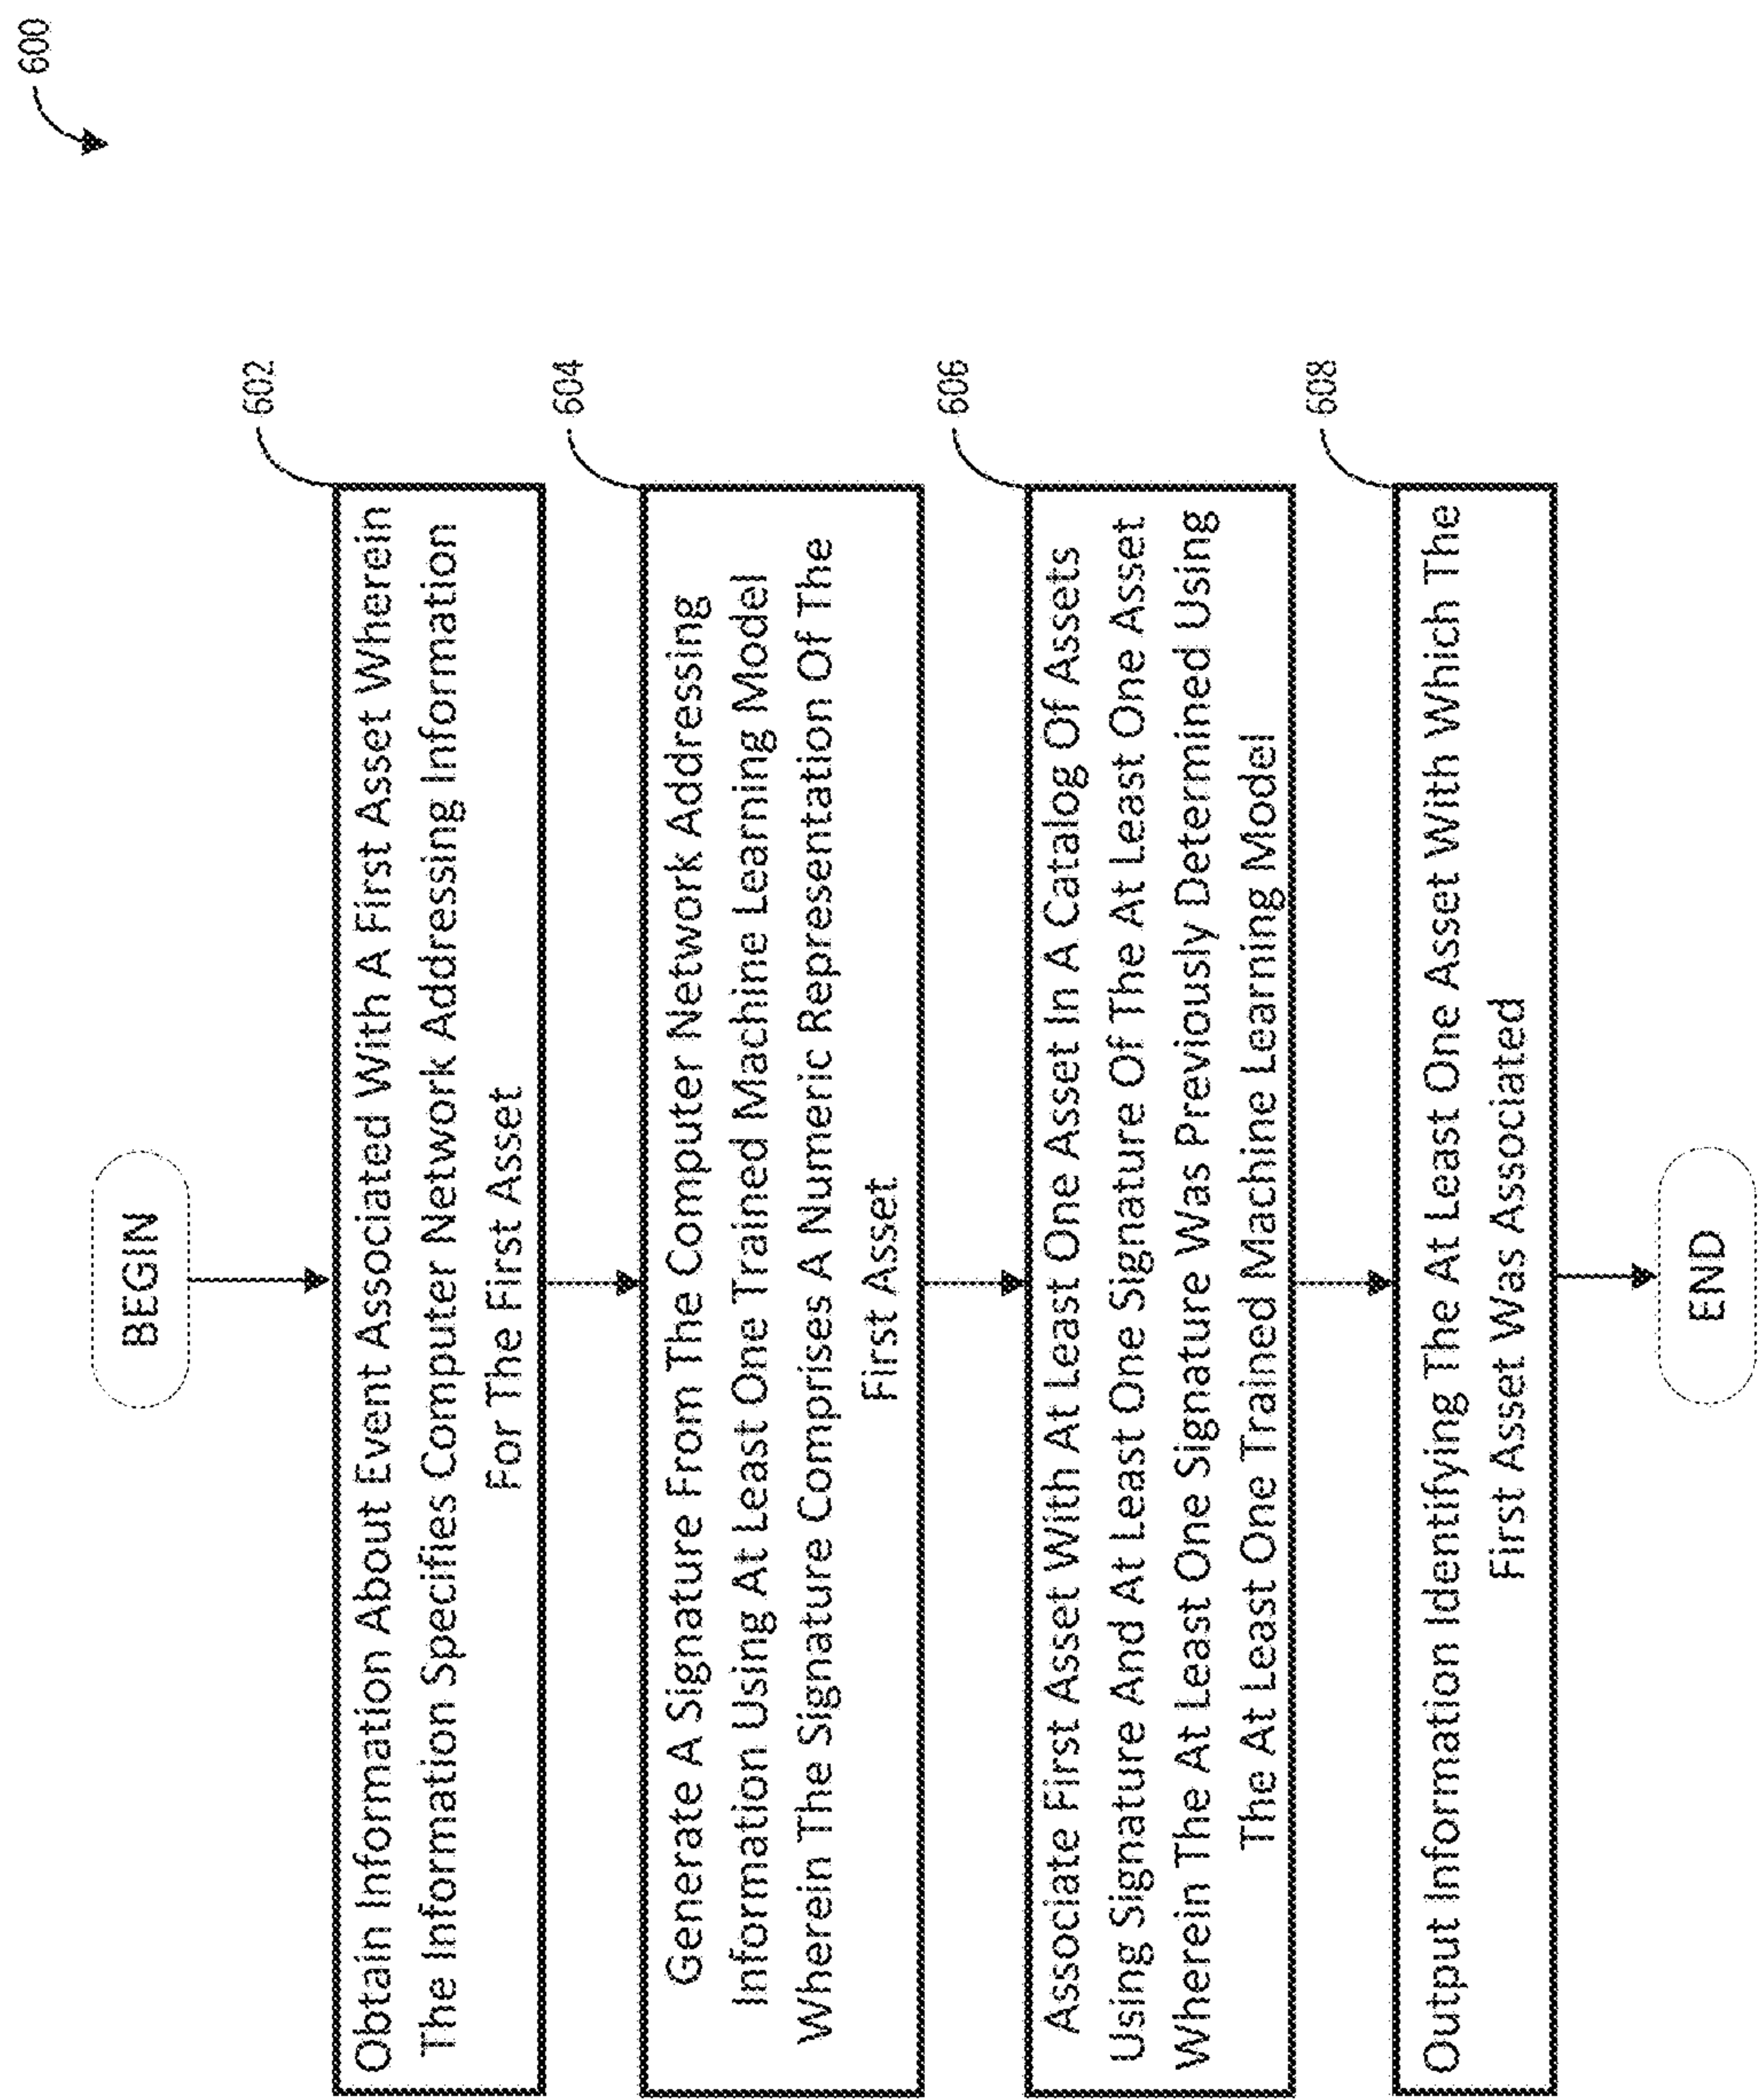 600
BEGIN
602
Obtain Information About Event Associated With A First Asset Wherein
The Information Specifies Computer Network Addressing Information
For The First Asset
604
Generate A Signature From The Computer Network Addressing
Information Using At Least One Trained Machine Learning Model
Wherein The Signature Comprises A Numeric Representation Of The
First Asset
606
Associate First Asset With At Least One Asset In A Catalog Of Assets
Using Signature And At Least One Signature Of The At Least One Asset
Wherein The At Least One Signature Was Previously Determined Using
The At Least One Trained Machine Learning Model
608
Output Information Identifying The At Least One Asset With Which The
First Asset Was Associated
END